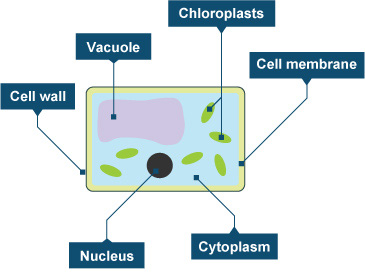 Chloroplasts
Vacuole
Cell membrane
Cell wall
Cytoplasm
Nucleus